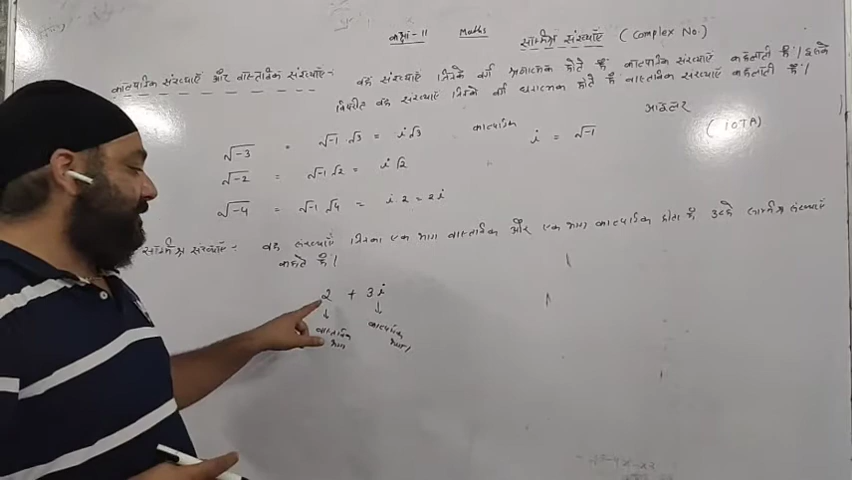 कक्षा-11 Maths
सम्मिश्र संख्याएँ (Complex No.)
काल्पनिक संख्याएँ और वास्तविक संख्याएँ:- वह संख्याएँ जिनके वर्ग ऋणात्मक होते हैं काल्पनिक संख्याएँ कहलाती हैं। इसके
विपरीत वह संख्याएँ जिनके वर्ग धनात्मक होते हैं वास्तविक संख्याएँ कहलाती हैं।
√-3 = √-1 √3 = i√3 काल्पनिक i = √-1 (IOTA)
√-2 = √-1 √2 = i√2
√-4 = √-1 √4 = i 2 = 2i
सम्मिश्र संख्याएँ:- वह संख्याएँ जिनका एक भाग वास्तविक और एक भाग काल्पनिक होता है उनको सम्मिश्र संख्याएँ
कहते हैं।
2 + 3i
↓ ↓
वास्तविक काल्पनिक
भाग भाग